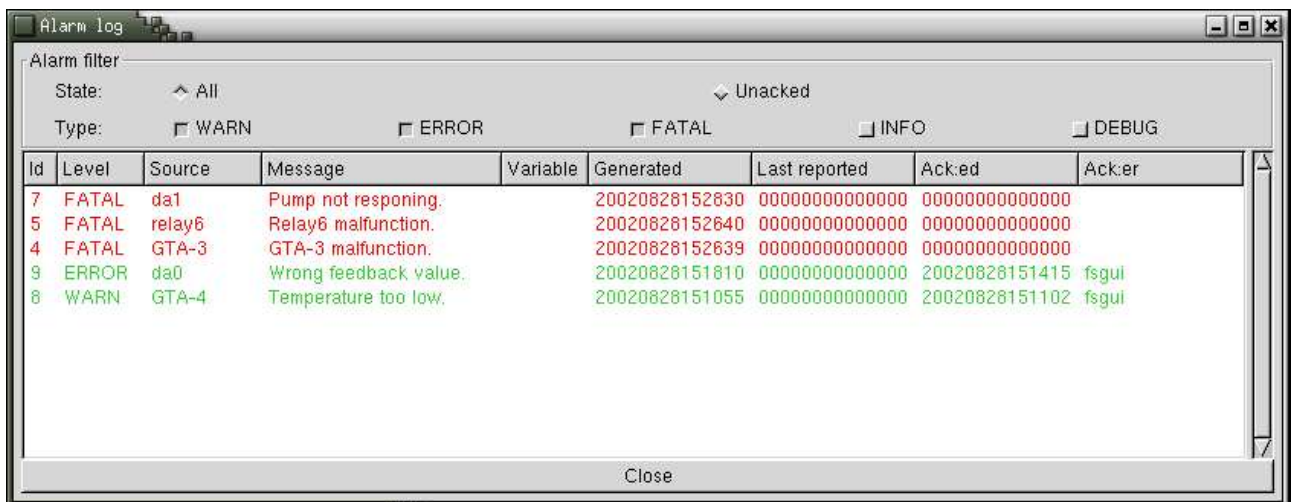 Alarm log
Alarm filter
State: All Unacked
Type: WARN ERROR FATAL INFO DEBUG
Id Level Source Message Variable Generated Last reported Ack:ed Ack:er
7 FATAL da1 Pump not responing. 20020828152830 00000000000000 00000000000000
5 FATAL relay6 Relay6 malfunction. 20020828152640 00000000000000 00000000000000
4 FATAL GTA-3 GTA-3 malfunction. 20020828152639 00000000000000 00000000000000
9 ERROR da0 Wrong feedback value. 20020828151810 00000000000000 20020828151415 fsgui
8 WARN GTA-4 Temperature too low. 20020828151055 00000000000000 20020828151102 fsgui
Close